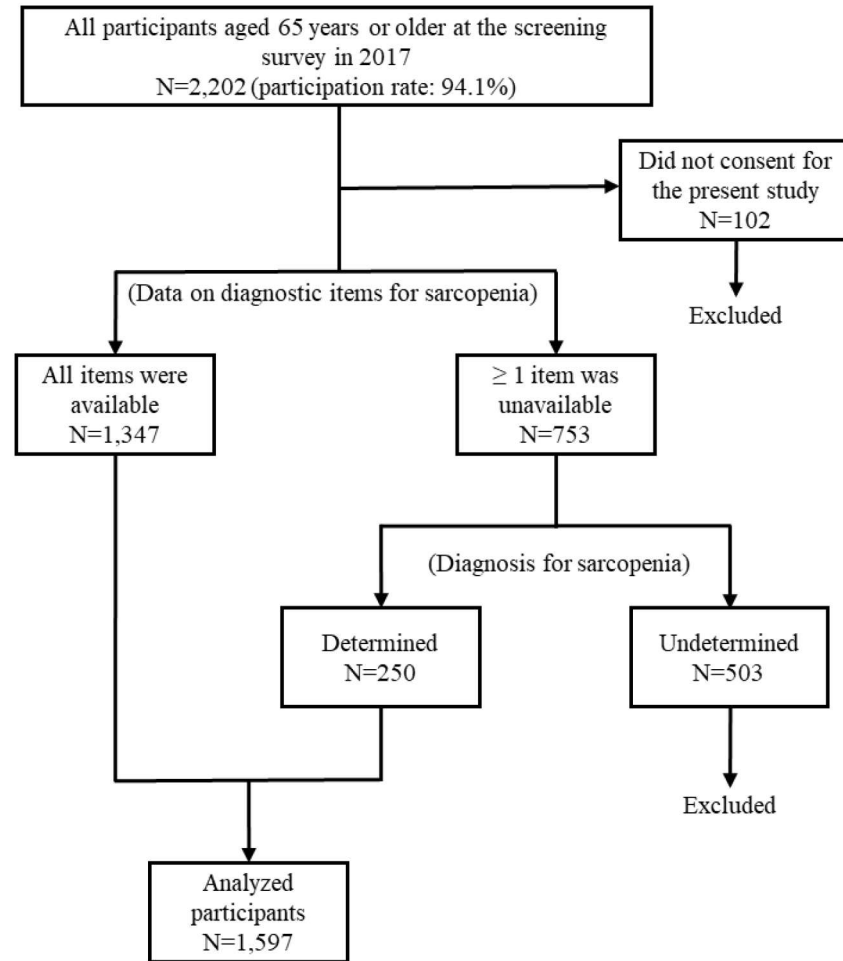 All participants aged 65 years or older at the screening
survey in 2017
N=2,202 (participation rate: 94.1%)
Did not consent for
the present study
N=102
Excluded
(Data on diagnostic items for sarcopenia)
All items were
available
N=1,347
≥ 1 item was
unavailable
N=753
(Diagnosis for sarcopenia)
Determined
N=250
Undetermined
N=503
Excluded
Analyzed
participants
N=1,597